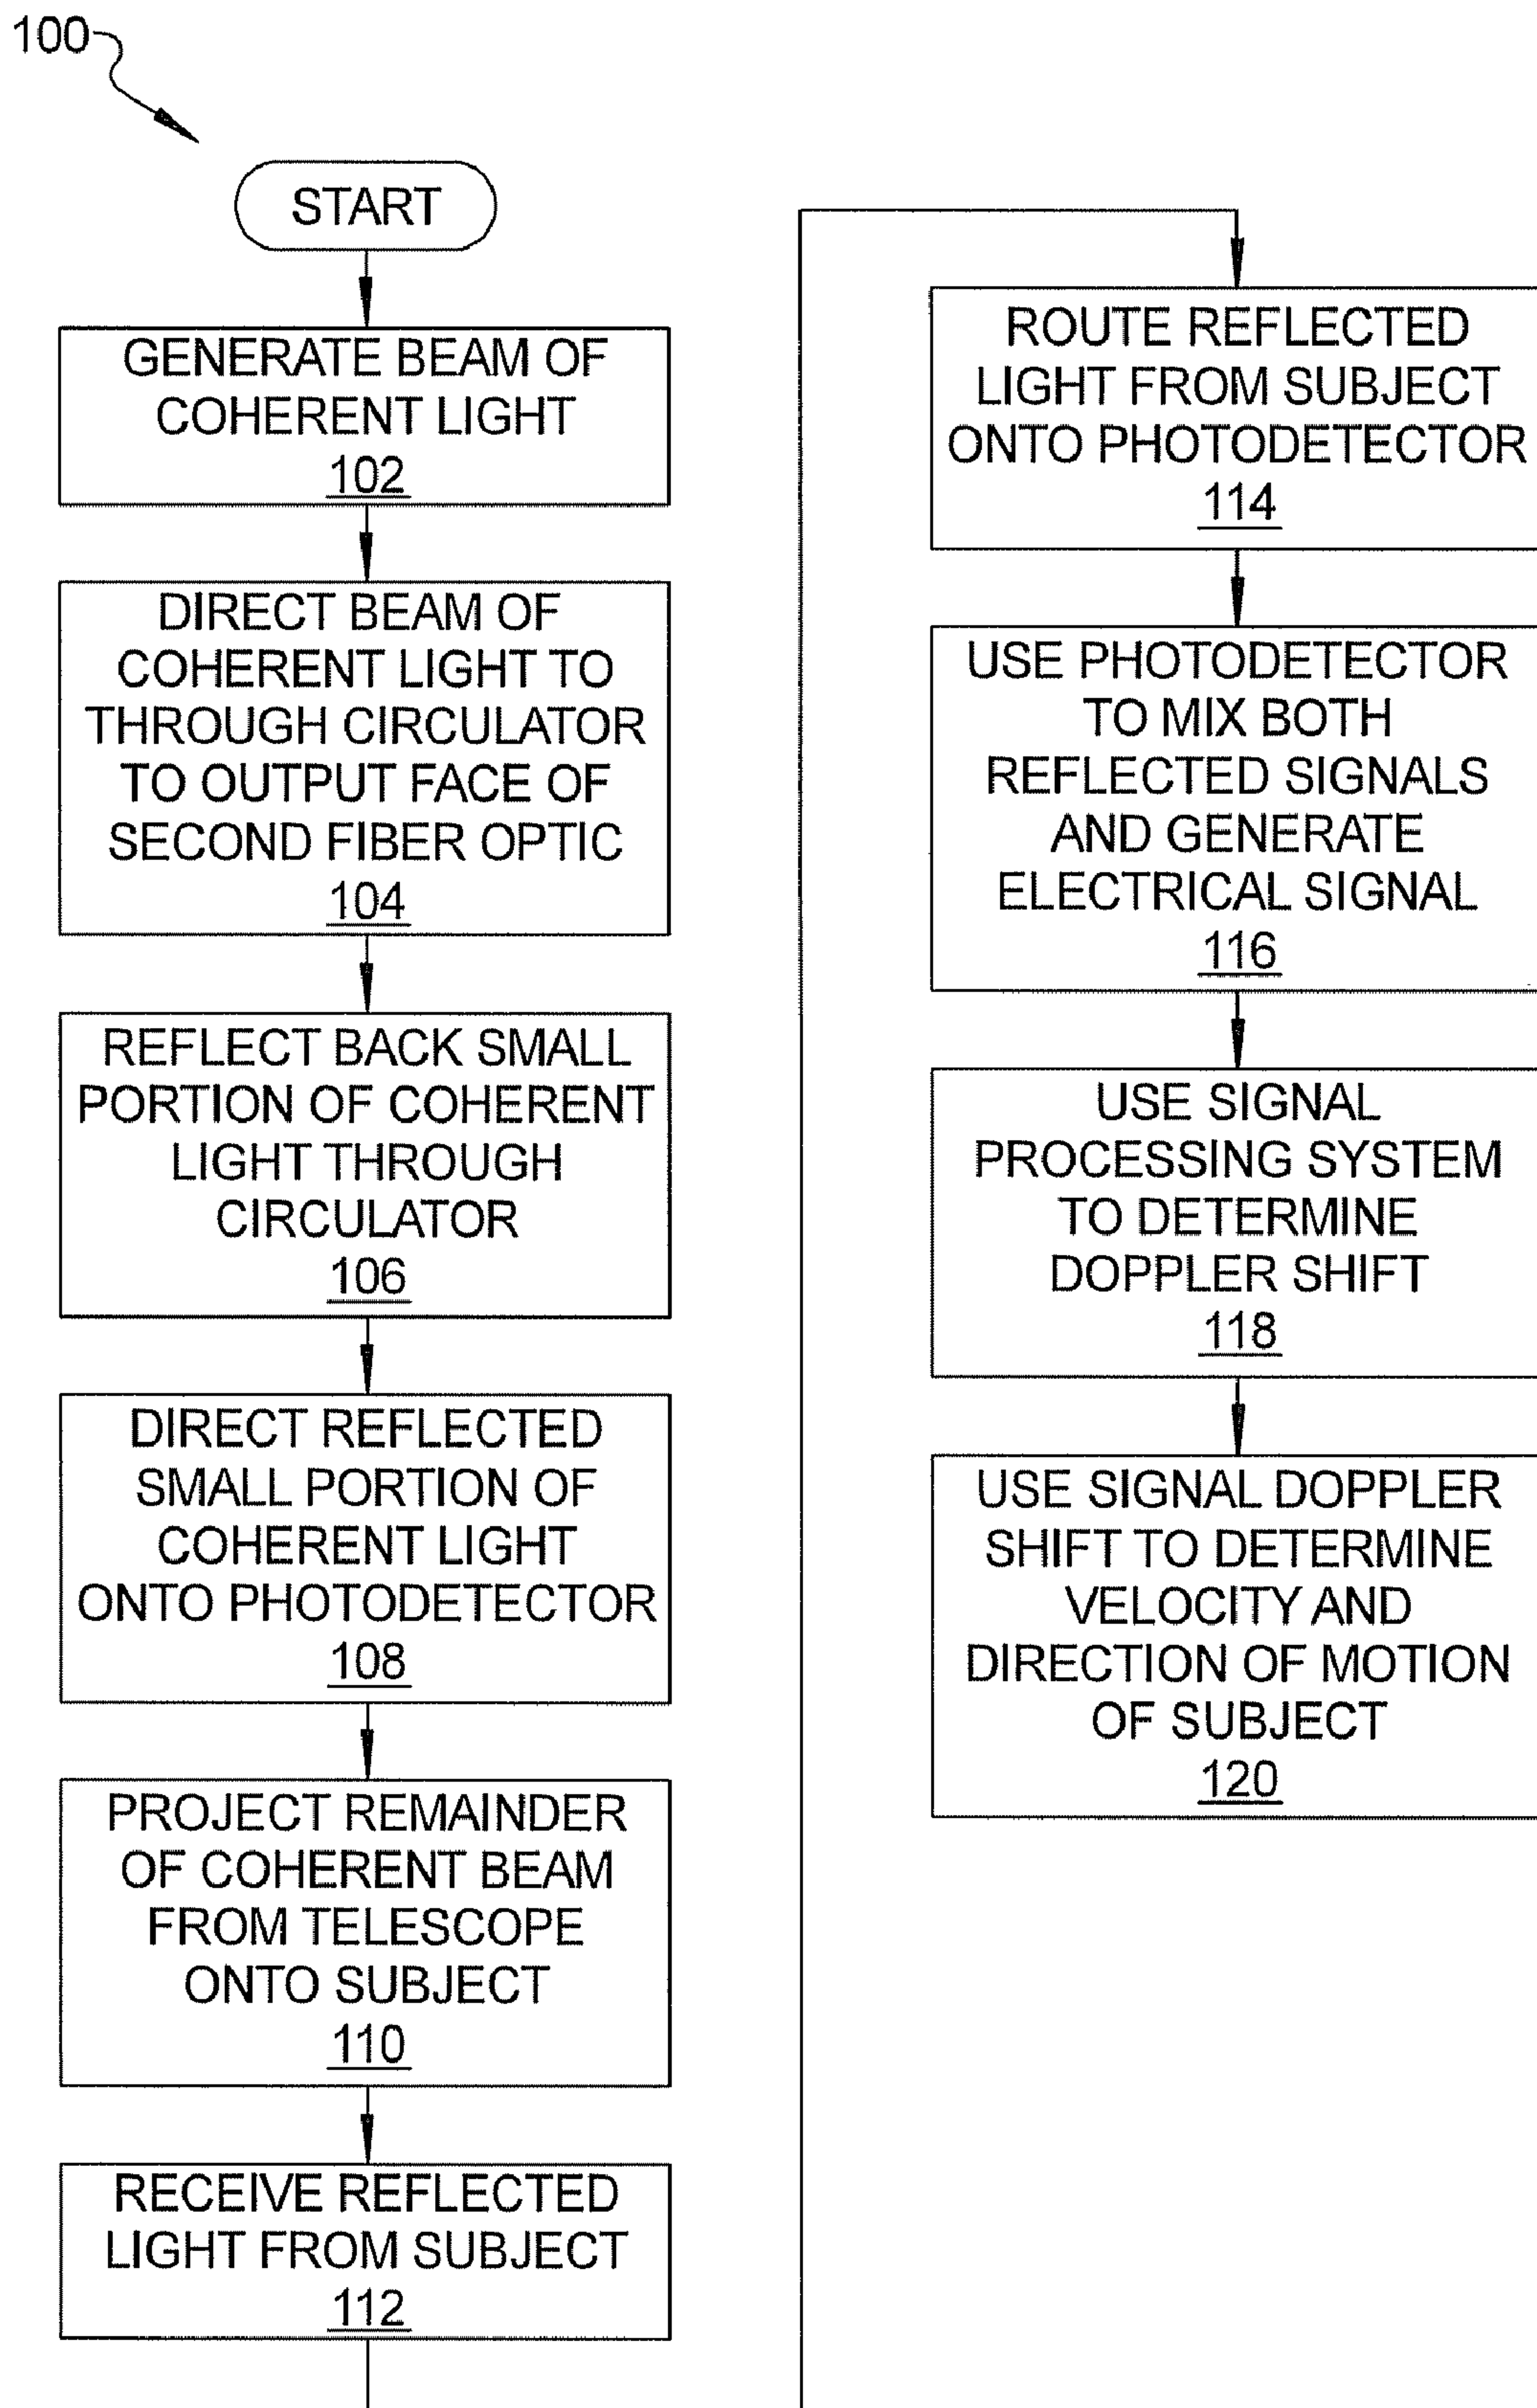 100
START
GENERATE BEAM OF
COHERENT LIGHT
102
DIRECT BEAM OF
COHERENT LIGHT TO
THROUGH CIRCULATOR
TO OUTPUT FACE OF
SECOND FIBER OPTIC
104
REFLECT BACK SMALL
PORTION OF COHERENT
LIGHT THROUGH
CIRCULATOR
106
DIRECT REFLECTED
SMALL PORTION OF
COHERENT LIGHT
ONTO PHOTODETECTOR
108
PROJECT REMAINDER
OF COHERENT BEAM
FROM TELESCOPE
ONTO SUBJECT
110
RECEIVE REFLECTED
LIGHT FROM SUBJECT
112
ROUTE REFLECTED
LIGHT FROM SUBJECT
ONTO PHOTODETECTOR
114
USE PHOTODETECTOR
TO MIX BOTH
REFLECTED SIGNALS
AND GENERATE
ELECTRICAL SIGNAL
116
USE SIGNAL
PROCESSING SYSTEM
TO DETERMINE
DOPPLER SHIFT
118
USE SIGNAL DOPPLER
SHIFT TO DETERMINE
VELOCITY AND
DIRECTION OF MOTION
OF SUBJECT
120